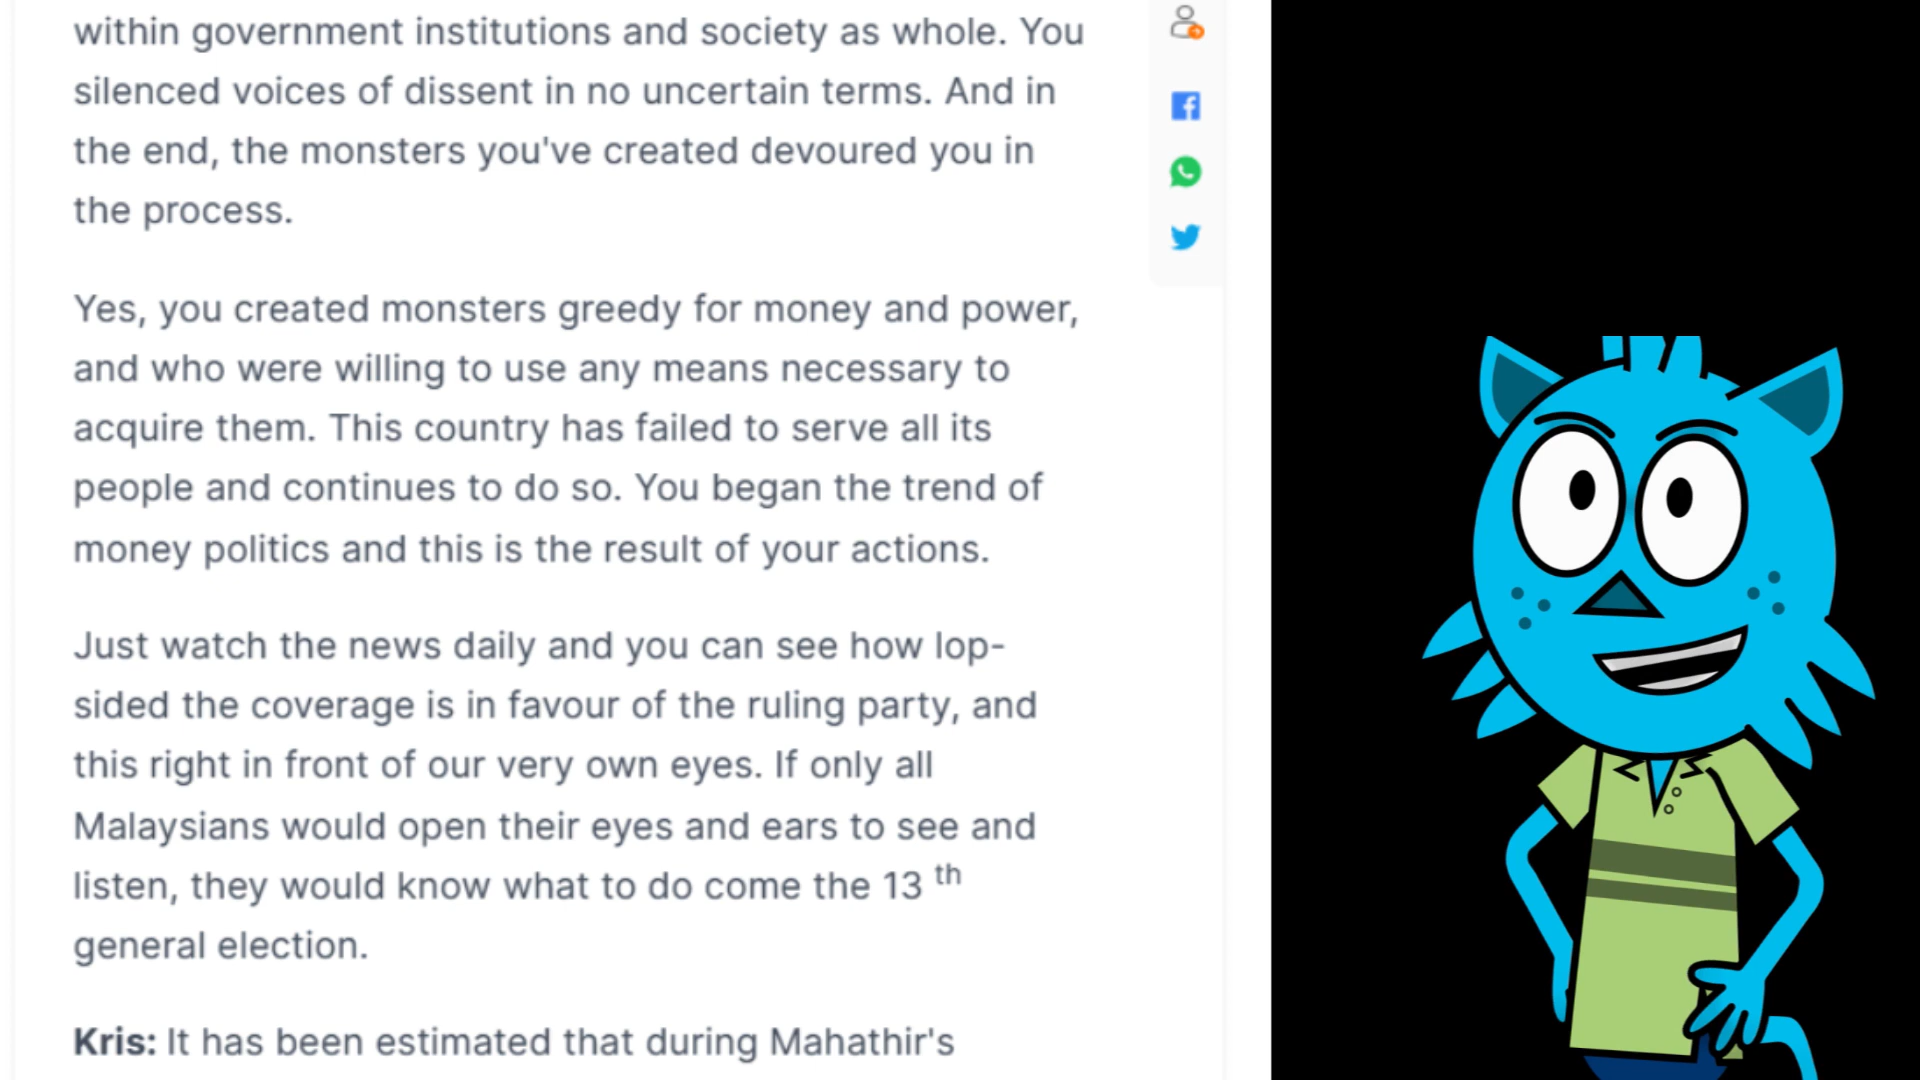 within government institutions and society as whole. You
silenced voices of dissent in no uncertain terms. And in
the end, the monsters you've created devoured you in
the process.
Yes, you created monsters greedy for money and power,
and who were willing to use any means necessary to
acquire them. This country has failed to serve all its
people and continues to do so. You began the trend of
money politics and this is the result of your actions.
Just watch the news daily and you can see how lop-
sided the coverage is in favour of the ruling party, and
this right in front of our very own eyes. If only all
Malaysians would open their eyes and ears to see and
listen, they would know what to do come the 13 th
general election.
Kris: It has been estimated that during Mahathir's